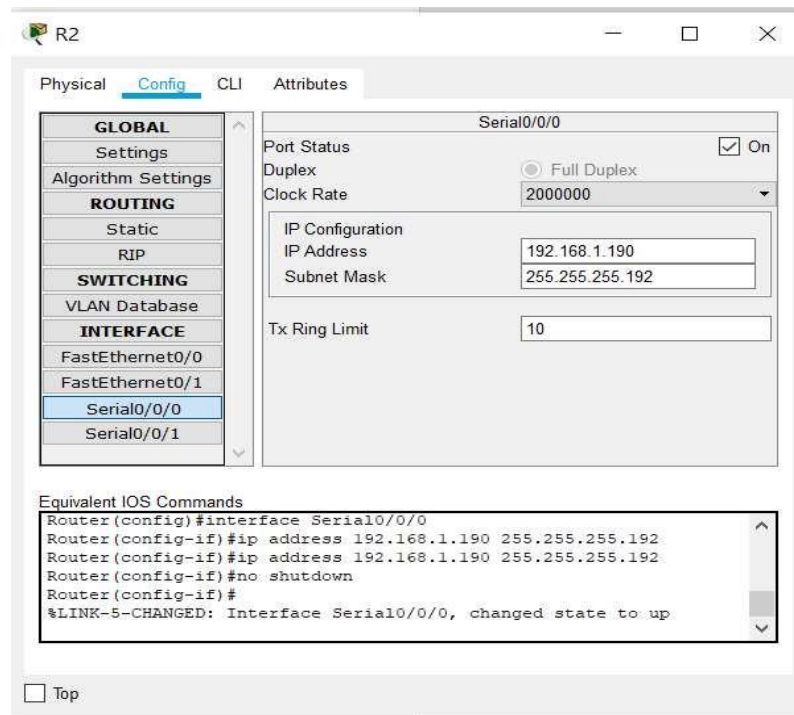 R2
Physical Config CLI Attributes
GLOBAL
Settings
Algorithm Settings
ROUTING
Static
RIP
SWITCHING
VLAN Database
INTERFACE
FastEthernet0/0
FastEthernet0/1
Serial0/0/0
Serial0/0/1
Serial0/0/0
Port Status On
Duplex Full Duplex
Clock Rate 2000000
IP Configuration
IP Address 192.168.1.190
Subnet Mask 255.255.255.192
Tx Ring Limit 10
Equivalent IOS Commands
Router(config)#interface Serial0/0/0
Router(config-if)#ip address 192.168.1.190 255.255.255.192
Router(config-if)#ip address 192.168.1.190 255.255.255.192
Router(config-if)#no shutdown
Router(config-if)#
%LINK-5-CHANGED: Interface Serial0/0/0, changed state to up
Top